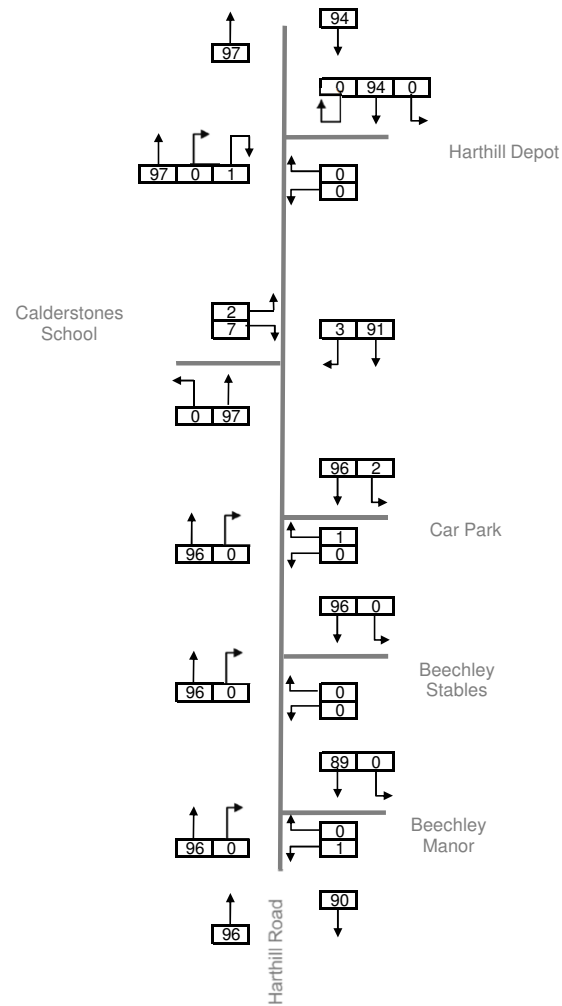 94
97
0 94 0
Harthill Depot
97 0 1
0
0
Calderstones
School
2
7
3 91
0 97
96 2
Car Park
96 0
1
0
96 0
Beechley
Stables
96 0
0
0
89 0
Beechley
Manor
96 0
0
1
90
96
Harthill Road